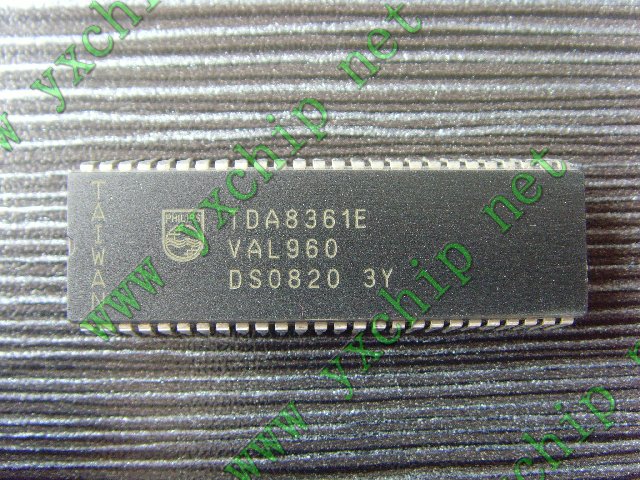 www yxchip net
www yxchip net
www yxchip net
TAIWAN
PHILIPS
TDA8361E
VAL960
DS0820 3Y